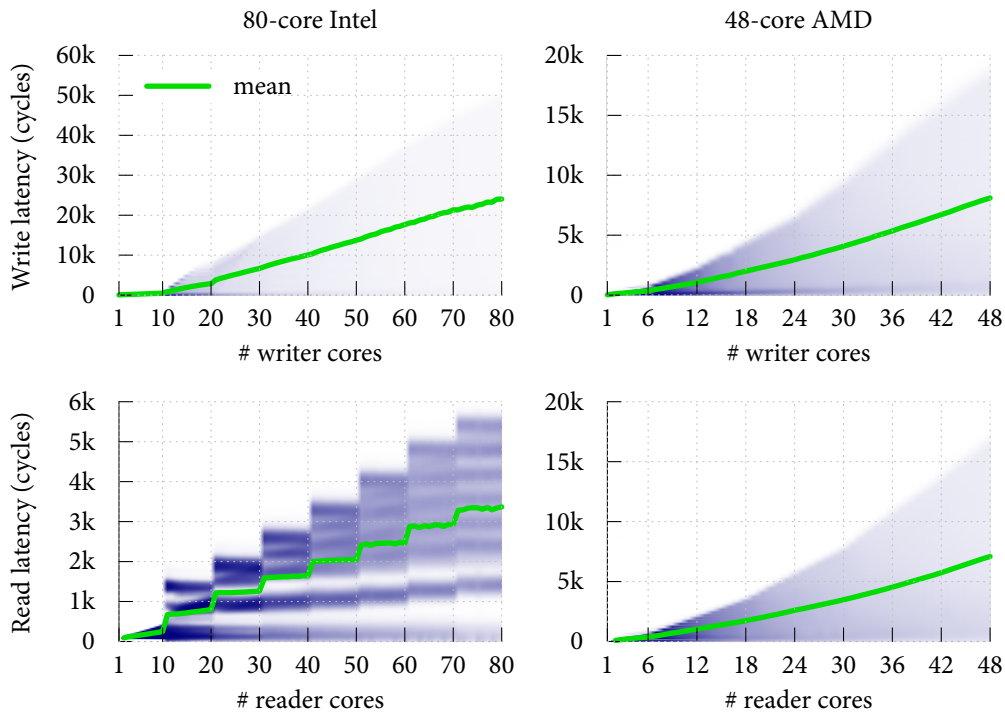 80-core Intel
48-core AMD
Write latency (cycles)
60k
50k
40k
30k
20k
10k
0
mean
1 10 20 30 40 50 60 70 80
# writer cores
20k
15k
10k
5k
0
1 6 12 18 24 30 36 42 48
# writer cores
Read latency (cycles)
6k
5k
4k
3k
2k
1k
0
1 10 20 30 40 50 60 70 80
# reader cores
20k
15k
10k
5k
0
1 6 12 18 24 30 36 42 48
# reader cores